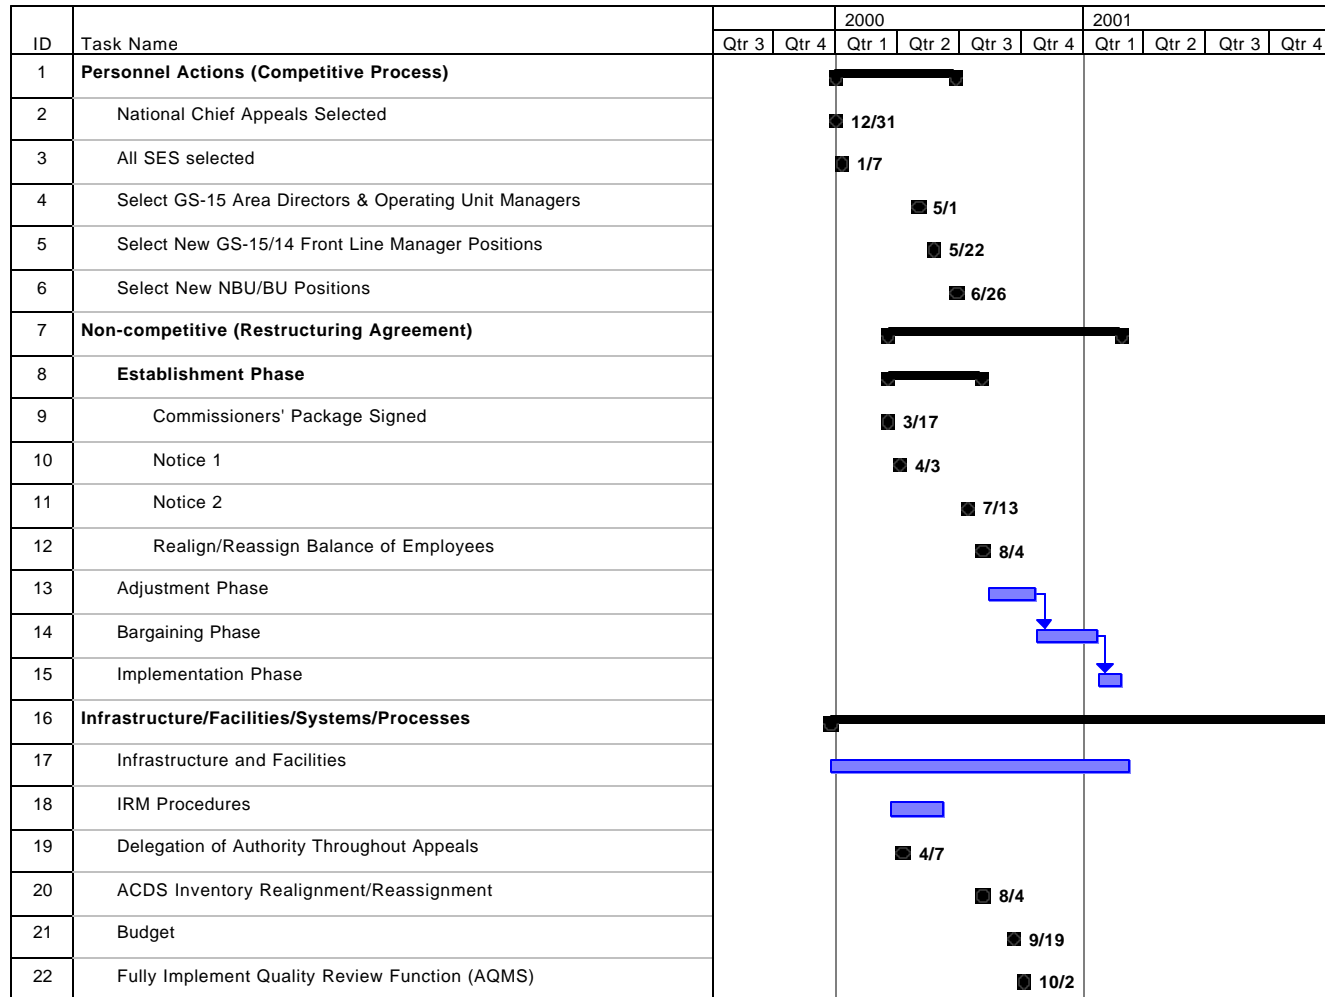 2000 2001
ID Task Name Qtr 3 Qtr 4 Qtr 1 Qtr 2 Qtr 3 Qtr 4 Qtr 1 Qtr 2 Qtr 3 Qtr 4
1 Personnel Actions (Competitive Process)
2 National Chief Appeals Selected 12/31
3 All SES selected 1/7
4 Select GS-15 Area Directors & Operating Unit Managers 5/1
5 Select New GS-15/14 Front Line Manager Positions 5/22
6 Select New NBU/BU Positions 6/26
7 Non-competitive (Restructuring Agreement)
8 Establishment Phase
9 Commissioners' Package Signed 3/17
10 Notice 1 4/3
11 Notice 2 7/13
12 Realign/Reassign Balance of Employees 8/4
13 Adjustment Phase
14 Bargaining Phase
15 Implementation Phase
16 Infrastructure/Facilities/Systems/Processes
17 Infrastructure and Facilities
18 IRM Procedures
19 Delegation of Authority Throughout Appeals 4/7
20 ACDS Inventory Realignment/Reassignment 8/4
21 Budget 9/19
22 Fully Implement Quality Review Function (AQMS) 10/2